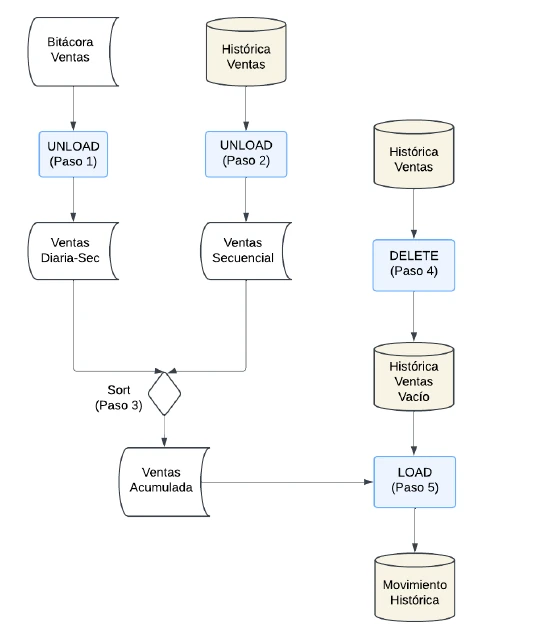 Bitácora
Ventas
Histórica
Ventas
UNLOAD
(Paso 1)
UNLOAD
(Paso 2)
Histórica
Ventas
Ventas
Diaria-Sec
Ventas
Secuencial
DELETE
(Paso 4)
Histórica
Ventas
Vacío
Sort
(Paso 3)
Ventas
Acumulada
LOAD
(Paso 5)
Movimiento
Histórica